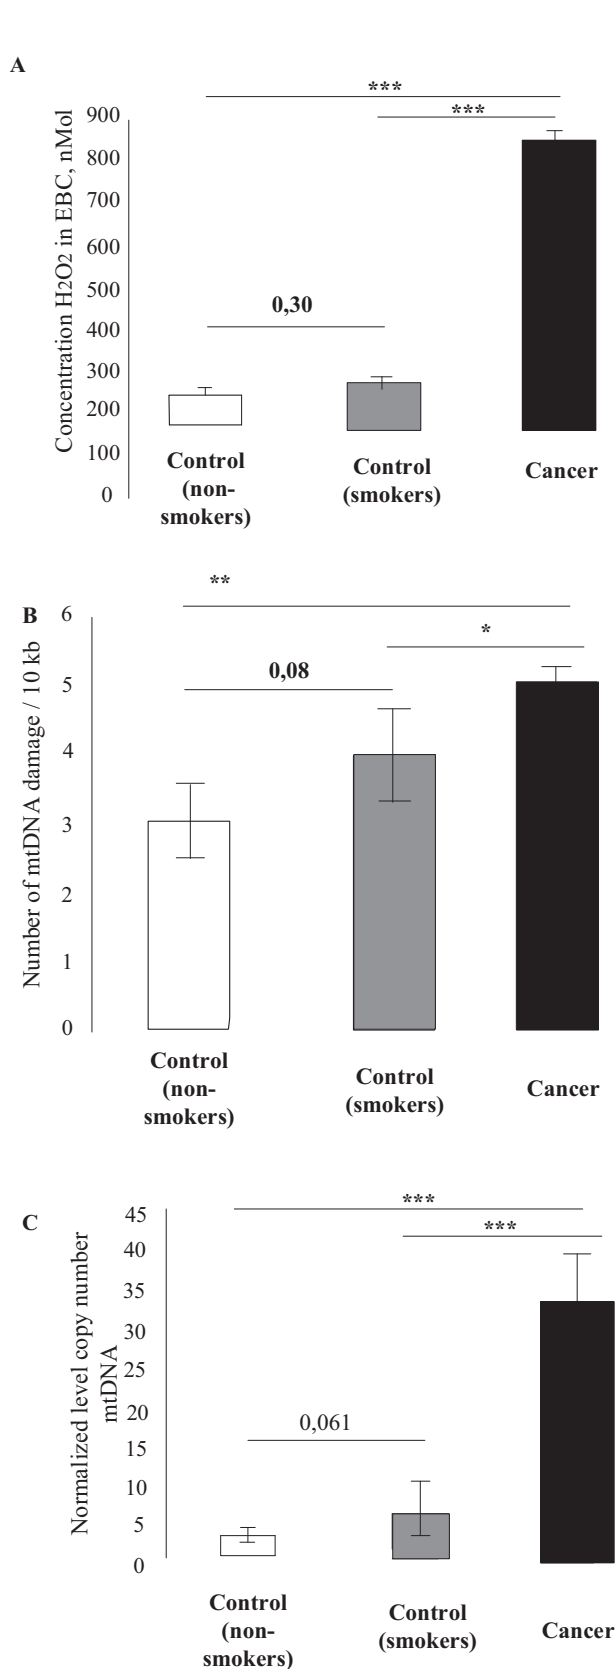 A
***
***
900
800
700
600
500
400
300
200
100
0
Concentration H2O2 in EBC, nMol
0,30
Control
(non-
smokers)
Control
(smokers)
Cancer
**
B
6
*
0,08
5
4
3
2
1
0
Number of mtDNA damage / 10 kb
Control
(non-
smokers)
Control
(smokers)
Cancer
***
C
45
***
40
35
30
25
20
15
10
5
0
Normalized level copy number
mtDNA
0,061
Control
(non-
smokers)
Control
(smokers)
Cancer